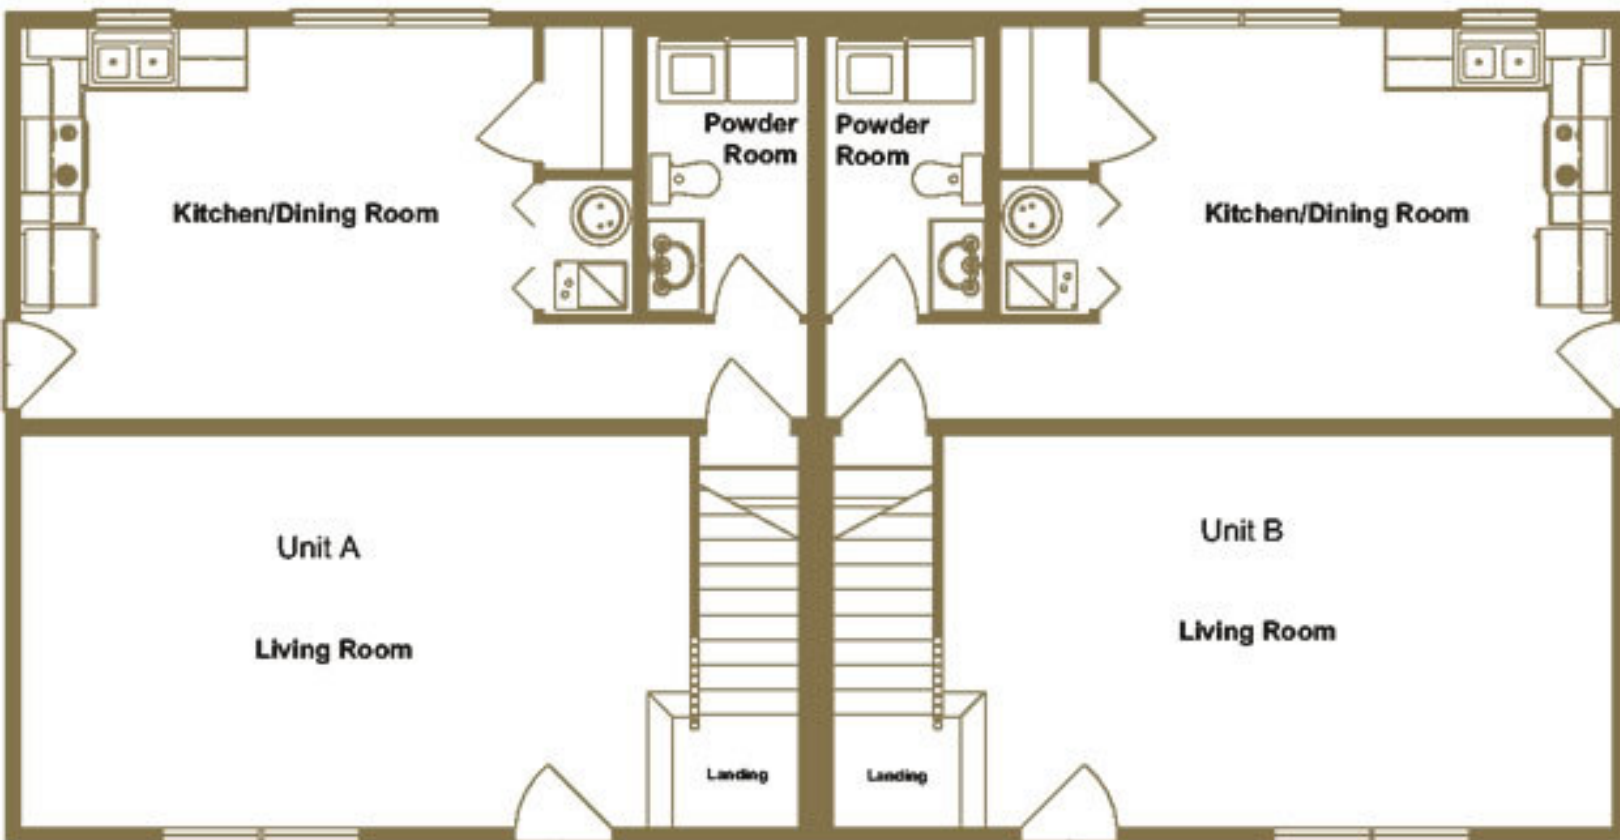 Powder
Room
Powder
Room
Kitchen/Dining Room
Kitchen/Dining Room
Unit A
Unit B
Living Room
Living Room
Landing
Landing